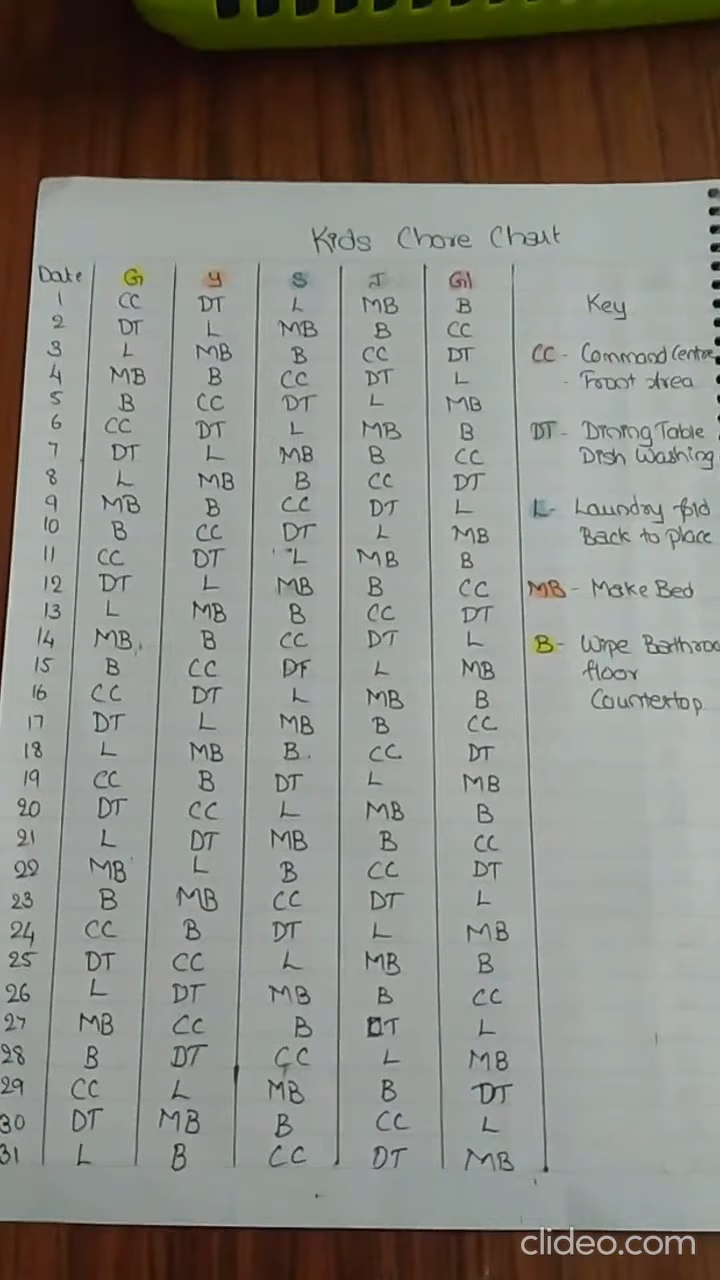 Kids Chore Chart
Date G Y S J Gl
1 CC DT L MB B
2 DT L MB B CC
3 L MB B CC DT
4 MB B CC DT L
5 B CC DT L MB
6 CC DT L MB B
7 DT L MB B CC
8 L MB B CC DT
9 MB B CC DT L
10 B CC DT L MB
11 CC DT L MB B
12 DT L MB B CC
13 L MB B CC DT
14 MB B CC DT L
15 B CC DF L MB
16 CC DT L MB B
17 DT L MB B CC
18 L MB B. CC DT
19 CC B DT L MB
20 DT CC L MB B
21 L DT MB B CC
22 MB L B CC DT
23 B MB CC DT L
24 CC B DT L MB
25 DT CC L MB B
26 L DT MB B CC
27 MB CC B DT L
28 B DT CC L MB
29 CC L MB B DT
30 DT MB B CC L
31 L B CC DT MB
Key
CC - Command Centre
- Front Area
DT - Dining Table
Dish Washing
L - Laundry fold
Back to place
MB - Make Bed
B - Wipe Bathroo
floor
Countertop
clideo.com